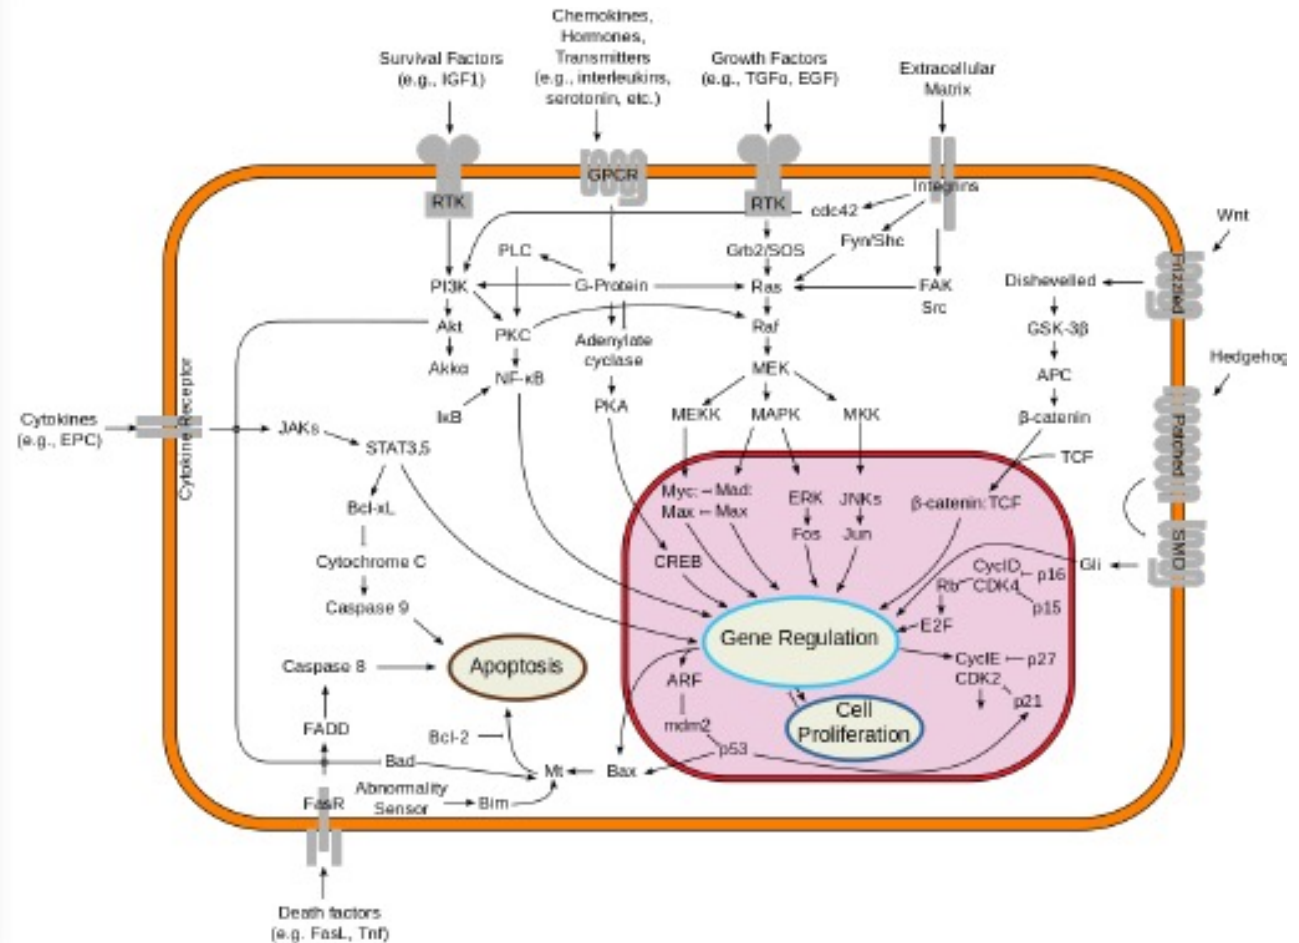 Chemokines,
Hormones,
Transmitters
(e.g., interleukins,
serotonin, etc.)
Survival Factors
(e.g., IGF1)
Growth Factors
(e.g., TGFα, EGF)
Extracellular
Matrix
RTK
GPCR
RTK
Integrins
cdc42
Wnt
PLC
Grb2/SOS
Fyn/Shc
Frizzled
Dishevelled
PI3K
G-Protein
Ras
FAK
Src
Akt
PKC
Adenylate
cyclase
Raf
GSK-3β
Akkα
NF-κB
MEK
APC
Hedgehog
IκB
PKA
MEKK
MAPK
MKK
β-catenin
Patched
Cytokines
(e.g., EPC)
Cytokine Receptor
JAKs
STAT3,5
TCF
Myc:
Mad:
Max
Max
ERK
JNKs
β-catenin:TCF
Bcl-xL
Fos
Jun
SMO
Cytochrome C
CREB
Gli
CycID
p16
Rb
CDK4
p15
Caspase 9
E2F
Gene Regulation
Caspase 8
Apoptosis
CyclE
p27
CDK2
ARF
p21
FADD
mdm2
Cell
Proliferation
Bcl-2
p53
Bad
Mt
Bax
Abnormality
Sensor
Bim
FasR
Death factors
(e.g. FasL, Tnf)